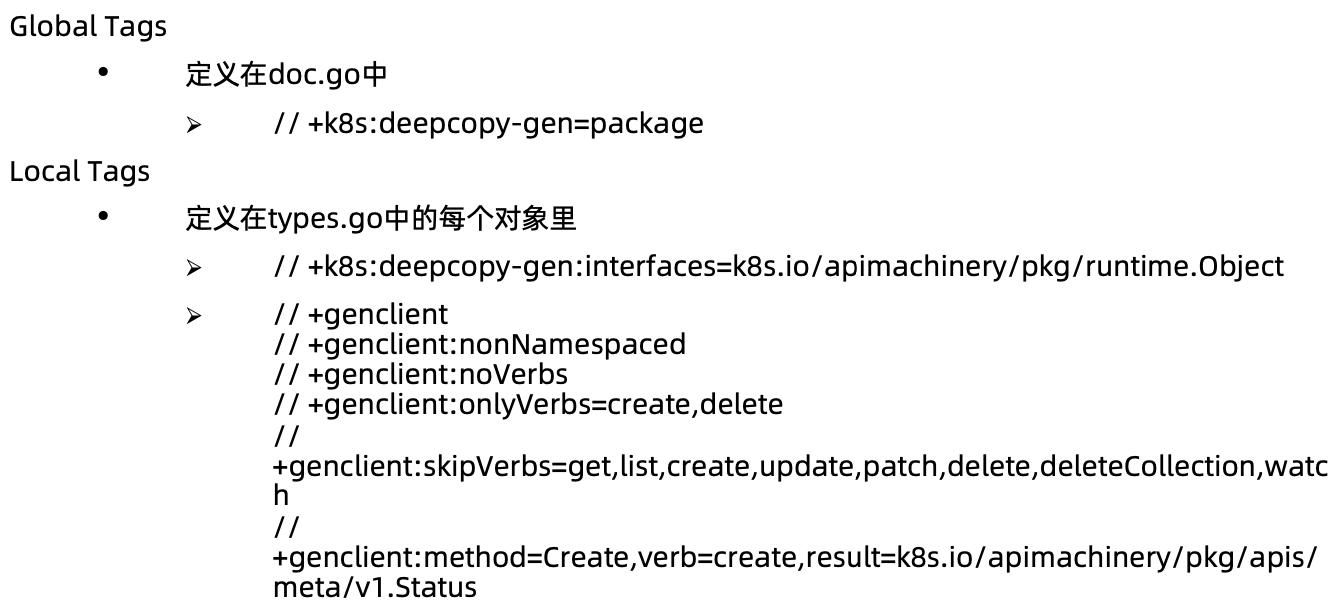 Global Tags
• 定义在doc.go中
➢ // +k8s:deepcopy-gen=package
Local Tags
• 定义在types.go中的每个对象里
➢ // +k8s:deepcopy-gen:interfaces=k8s.io/apimachinery/pkg/runtime.Object
➢ // +genclient
// +genclient:nonNamespaced
// +genclient:noVerbs
// +genclient:onlyVerbs=create,delete
//
+genclient:skipVerbs=get,list,create,update,patch,delete,deleteCollection,watc
h
//
+genclient:method=Create,verb=create,result=k8s.io/apimachinery/pkg/apis/
meta/v1.Status